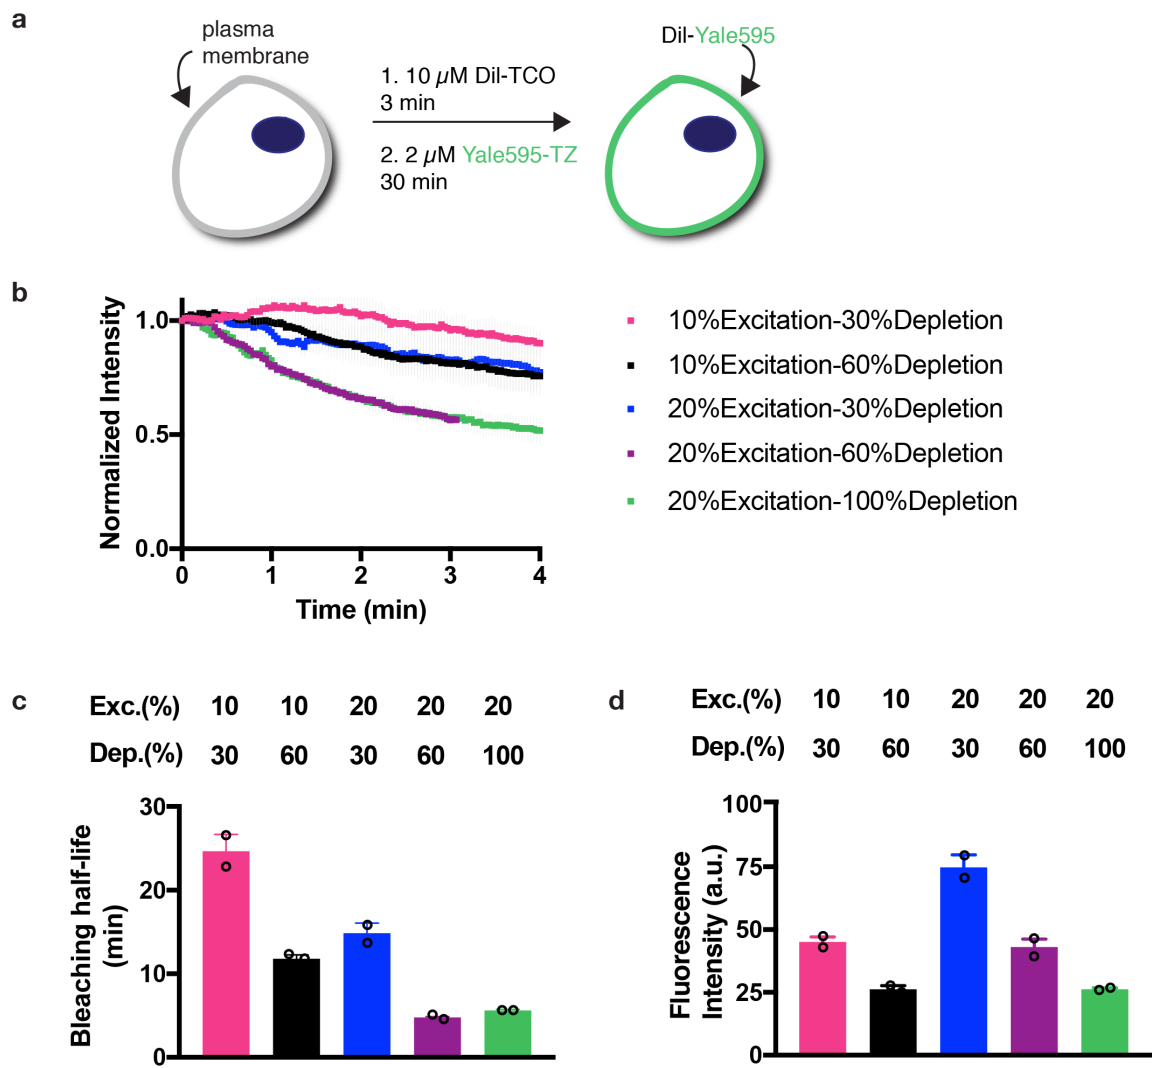 a
plasma
membrane
1. 10 µM Dil-TCO
3 min
2. 2 µM Yale595-TZ
30 min
Dil-Yale595
b
Normalized Intensity
1.0
0.5
0.0
0 1 2 3 4
Time (min)
10%Excitation-30%Depletion
10%Excitation-60%Depletion
20%Excitation-30%Depletion
20%Excitation-60%Depletion
20%Excitation-100%Depletion
c
Exc.(%) 10 10 20 20 20
Dep.(%) 30 60 30 60 100
Bleaching half-life
(min)
30
20
10
0
d
Exc.(%) 10 10 20 20 20
Dep.(%) 30 60 30 60 100
Fluorescence
Intensity (a.u.)
100
75
50
25
0